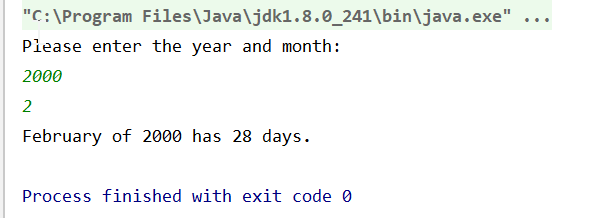 "C:\Program Files\Java\jdk1.8.0_241\bin\java.exe" ...
Please enter the year and month:
2000
2
February of 2000 has 28 days.
Process finished with exit code 0